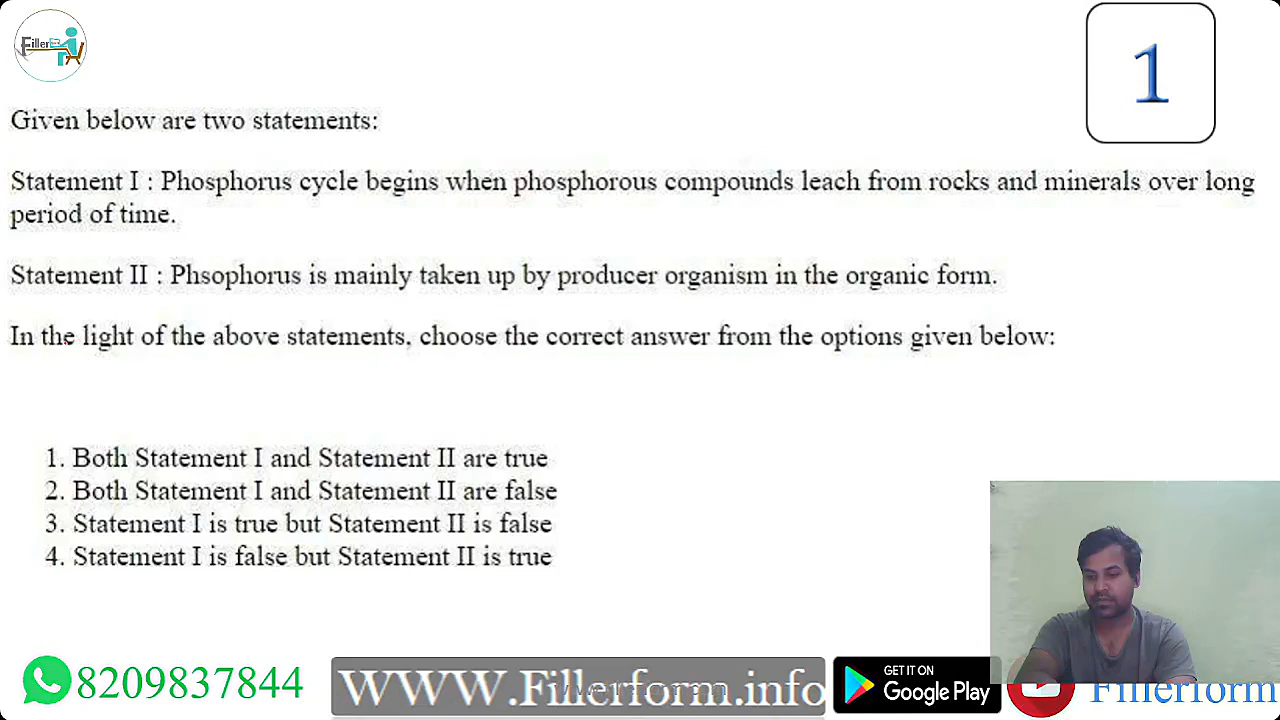 Filler
1
Given below are two statements:
Statement I : Phosphorus cycle begins when phosphorous compounds leach from rocks and minerals over long
period of time.
Statement II : Phsophorus is mainly taken up by producer organism in the organic form.
In the light of the above statements, choose the correct answer from the options given below:
1. Both Statement I and Statement II are true
2. Both Statement I and Statement II are false
3. Statement I is true but Statement II is false
4. Statement I is false but Statement II is true
8209837844
WWW.Fillerform.info
GET IT ON
Google Play
Fillerform